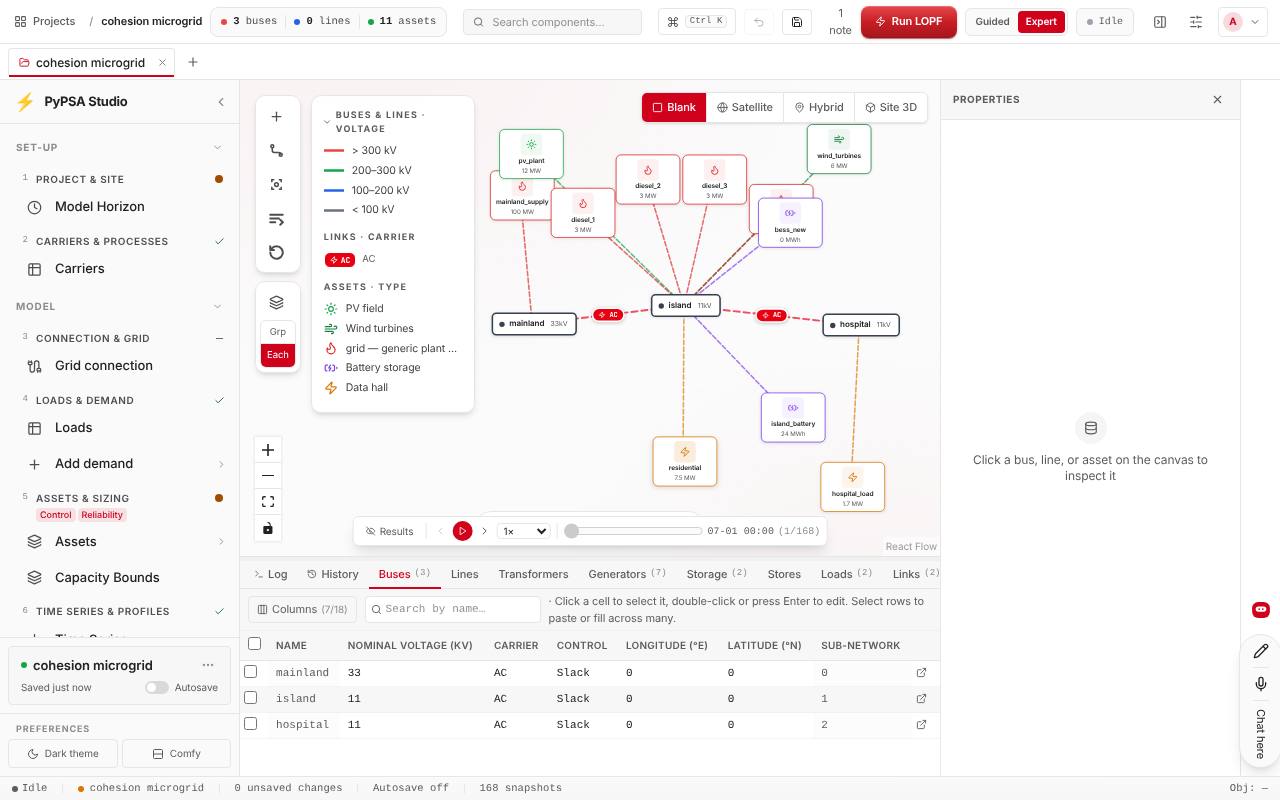 Projects / cohesion microgrid
3 buses 0 lines 11 assets
Search components...
⌘ Ctrl K
1 note
Run LOPF
Guided Expert
Idle
A
cohesion microgrid
PyPSA Studio
SET-UP
1 PROJECT & SITE
Model Horizon
2 CARRIERS & PROCESSES
Carriers
MODEL
3 CONNECTION & GRID
Grid connection
4 LOADS & DEMAND
Loads
Add demand
5 ASSETS & SIZING
Control Reliability
Assets
Capacity Bounds
6 TIME SERIES & PROFILES
cohesion microgrid
Saved just now Autosave
PREFERENCES
Dark theme Comfy
Grp
Each
BUSES & LINES ·
VOLTAGE
> 300 kV
200–300 kV
100–200 kV
< 100 kV
LINKS · CARRIER
AC AC
ASSETS · TYPE
PV field
Wind turbines
grid — generic plant ...
Battery storage
Data hall
Blank Satellite Hybrid Site 3D
pv_plant
12 MW
mainland_supply
100 MW
diesel_1
3 MW
diesel_2
3 MW
diesel_3
3 MW
wind_turbines
6 MW
bess_new
0 MWh
mainland 33kV
AC
island 11kV
AC
hospital 11kV
island_battery
24 MWh
residential
7.5 MW
hospital_load
1.7 MW
Results
1×
07-01 00:00 (1/168)
React Flow
Log History Buses (3) Lines Transformers Generators (7) Storage (2) Stores Loads (2) Links (2)
Columns (7/18)
Search by name…
· Click a cell to select it, double-click or press Enter to edit. Select rows to
paste or fill across many.
NAME NOMINAL VOLTAGE (KV) CARRIER CONTROL LONGITUDE (°E) LATITUDE (°N) SUB-NETWORK
mainland 33 AC Slack 0 0 0
island 11 AC Slack 0 0 1
hospital 11 AC Slack 0 0 2
PROPERTIES
Click a bus, line, or asset on the canvas to
inspect it
Chat here
Idle cohesion microgrid 0 unsaved changes Autosave off 168 snapshots Obj: —